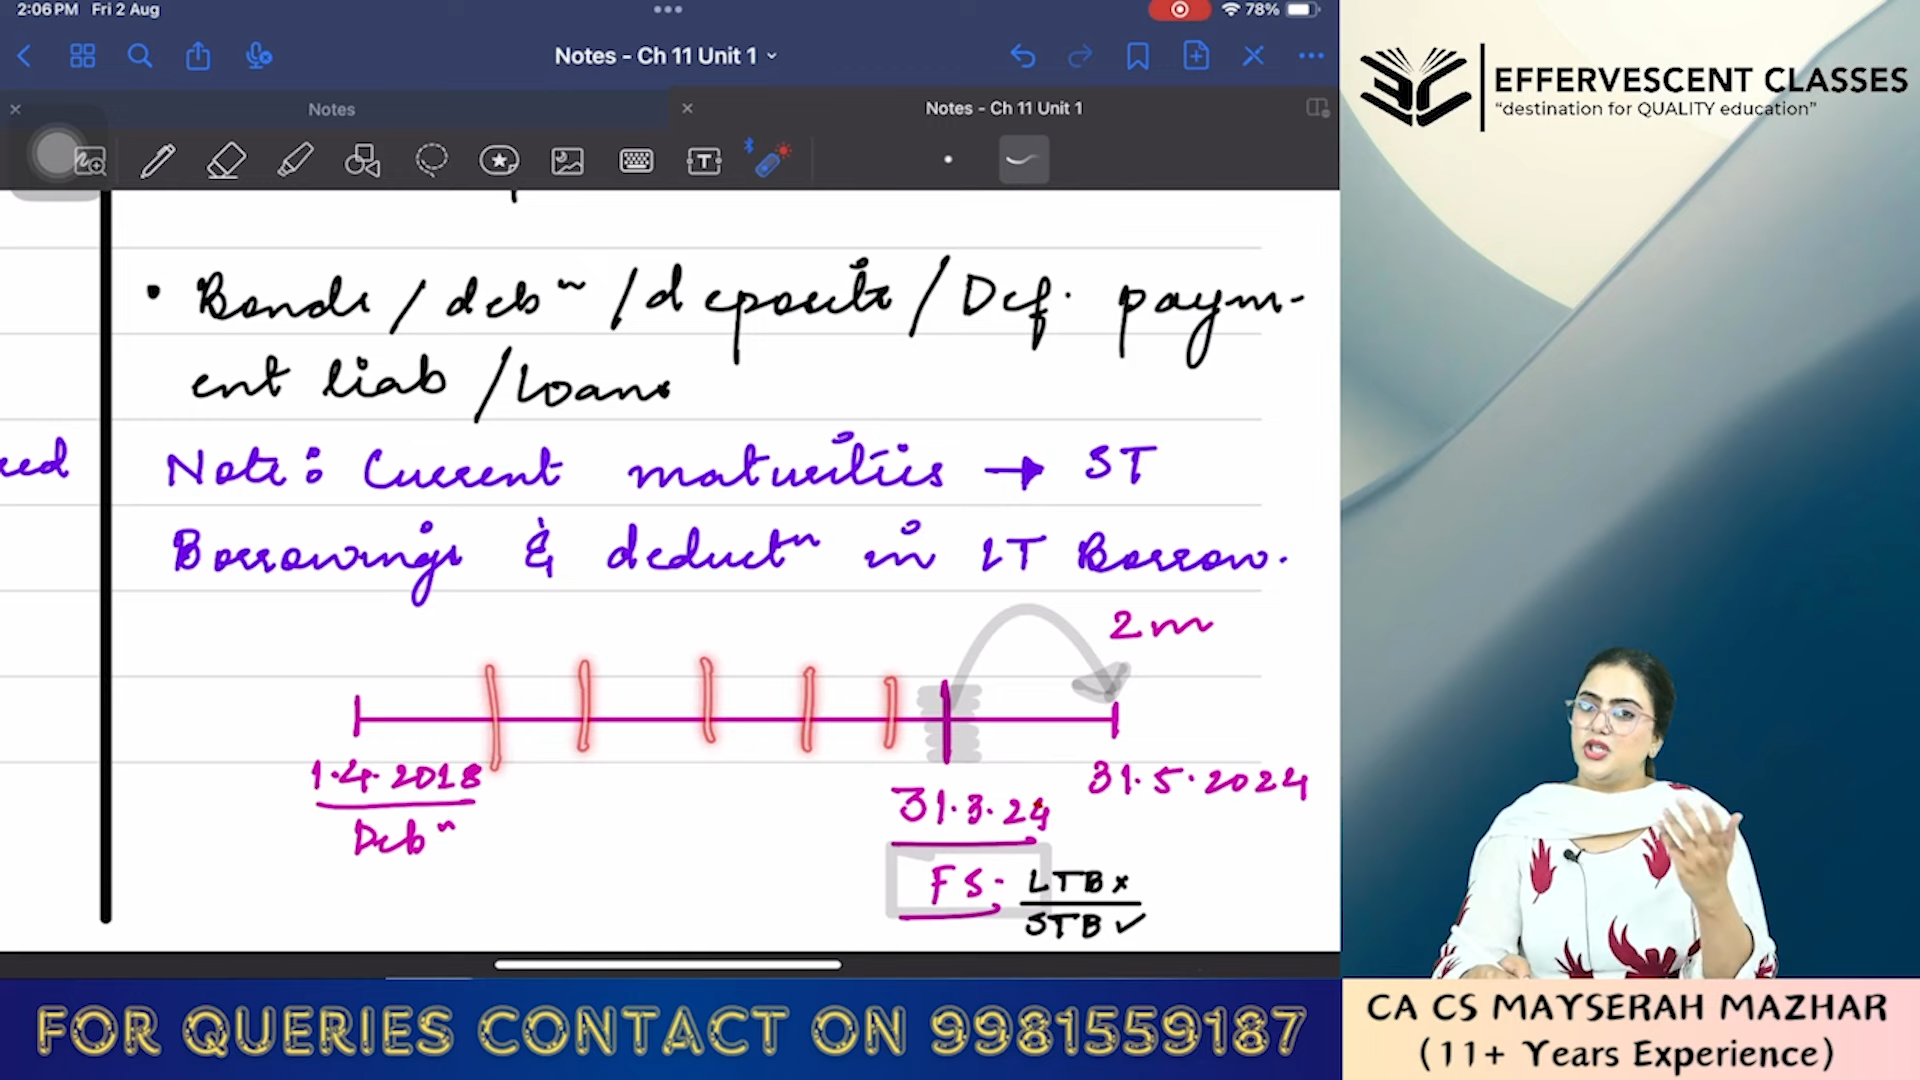 2:06 PM Fri 2 Aug
78%
Notes - Ch 11 Unit 1
Notes
Notes - Ch 11 Unit 1
T
• Bonds / debⁿ / deposits / Def. paym-
ent liab / Loans
Note: Current maturities → ST
Borrowings & deductⁿ in LT Borrow.
2m
1.4.2018
Debⁿ
31.3.24
31.5.2024
FS.
LTB x
STB ✓
EFFERVESCENT CLASSES
"destination for QUALITY education"
FOR QUERIES CONTACT ON 9981559187
CA CS MAYSERAH MAZHAR
(11+ Years Experience)